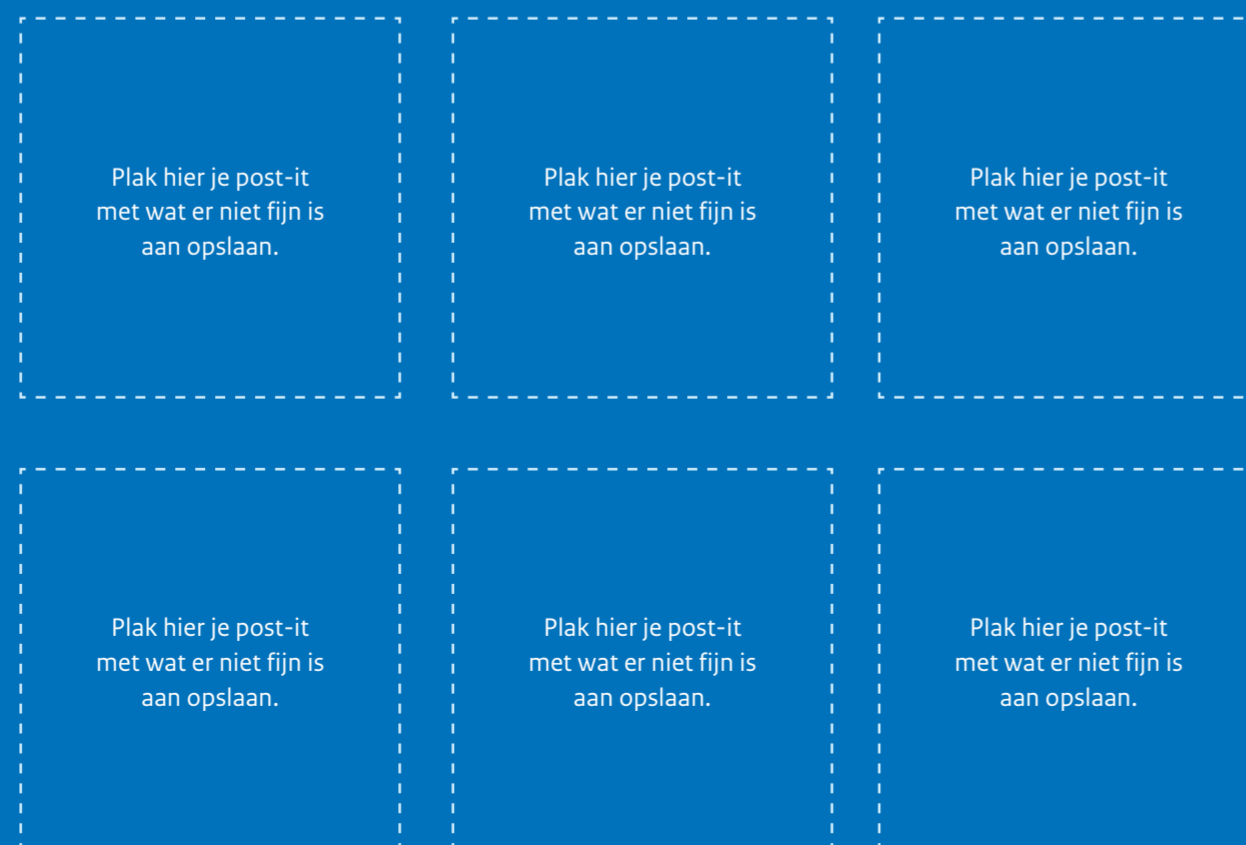 Plak hier je post-it
met wat er niet fijn is
aan opslaan.
Plak hier je post-it
met wat er niet fijn is
aan opslaan.
Plak hier je post-it
met wat er niet fijn is
aan opslaan.
Plak hier je post-it
met wat er niet fijn is
aan opslaan.
Plak hier je post-it
met wat er niet fijn is
aan opslaan.
Plak hier je post-it
met wat er niet fijn is
aan opslaan.